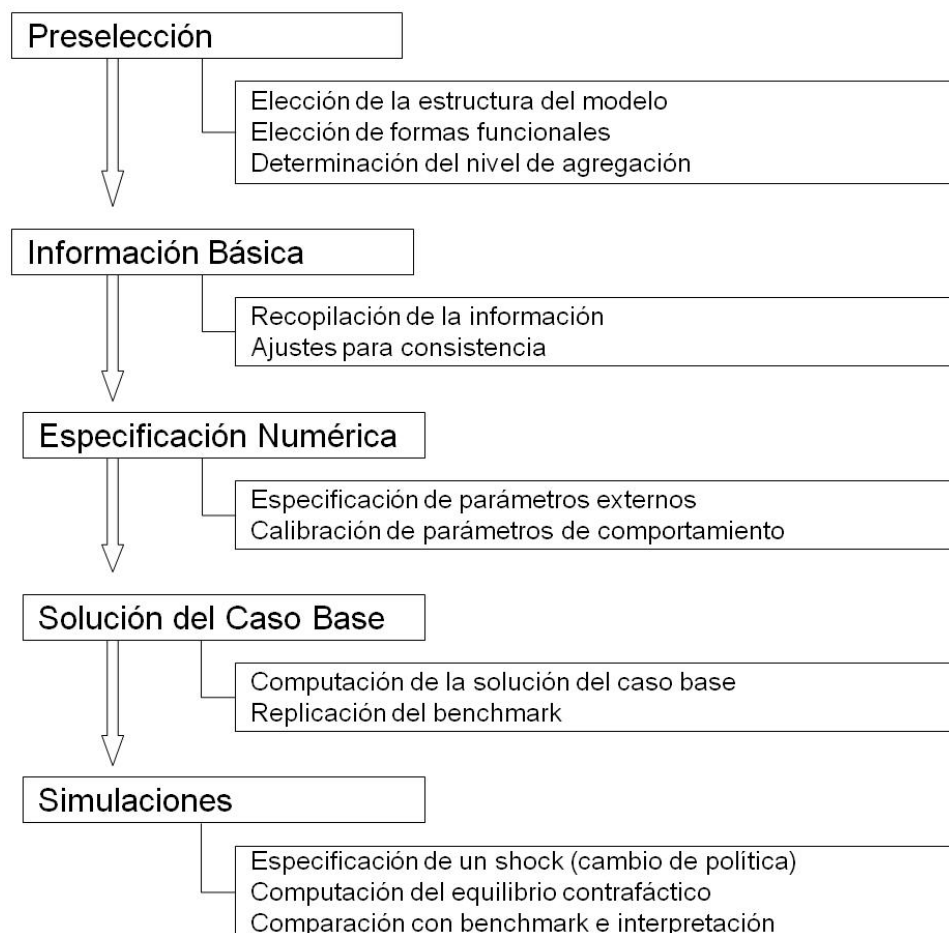 Preselección
Elección de la estructura del modelo
Elección de formas funcionales
Determinación del nivel de agregación
Información Básica
Recopilación de la información
Ajustes para consistencia
Especificación Numérica
Especificación de parámetros externos
Calibración de parámetros de comportamiento
Solución del Caso Base
Computación de la solución del caso base
Replicación del benchmark
Simulaciones
Especificación de un shock (cambio de política)
Computación del equilibrio contrafáctico
Comparación con benchmark e interpretación